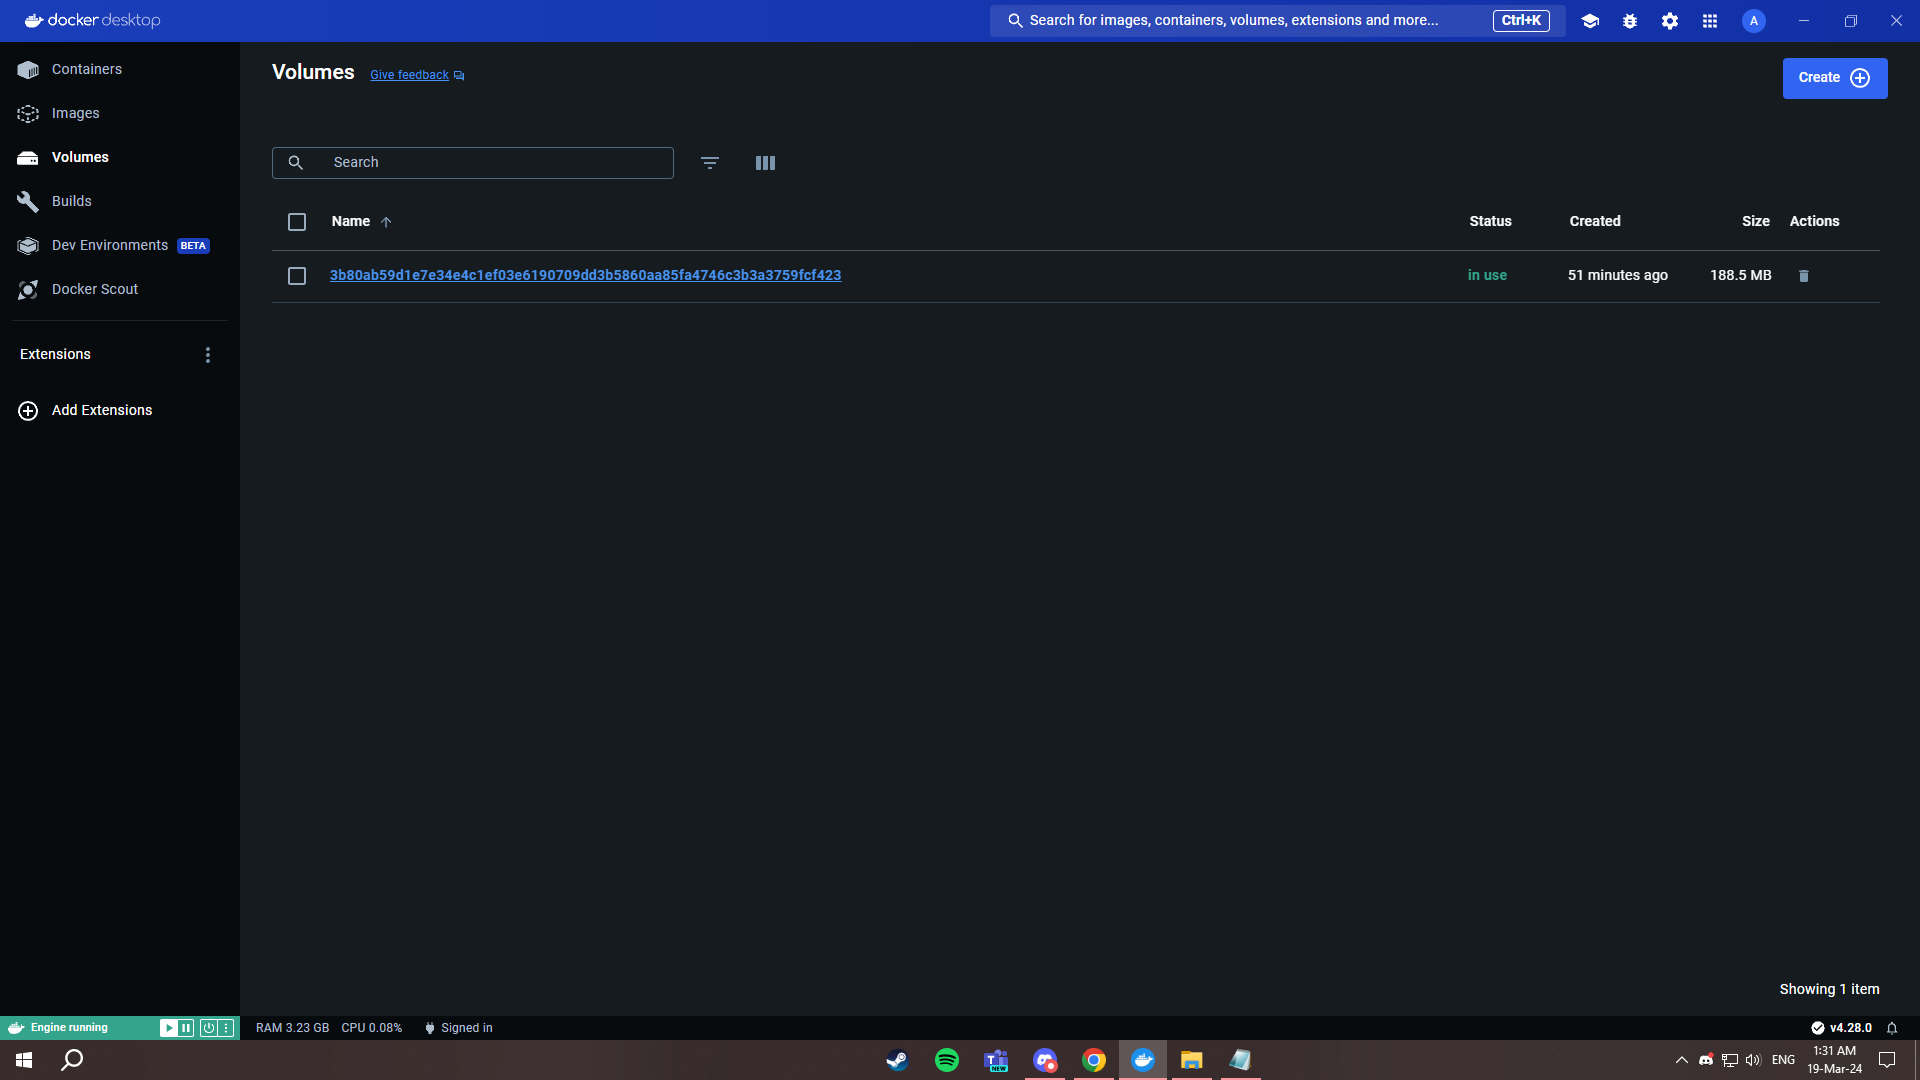 docker desktop
Search for images, containers, volumes, extensions and more... Ctrl+K
A
Containers
Images
Volumes
Builds
Dev Environments BETA
Docker Scout
Extensions
Add Extensions
Volumes Give feedback
Create
Search
Name Status Created Size Actions
3b80ab59d1e7e34e4c1ef03e6190709dd3b5860aa85fa4746c3b3a3759fcf423 in use 51 minutes ago 188.5 MB
Showing 1 item
Engine running RAM 3.23 GB CPU 0.08% Signed in v4.28.0
T NEW
ENG
1:31 AM
19-Mar-24